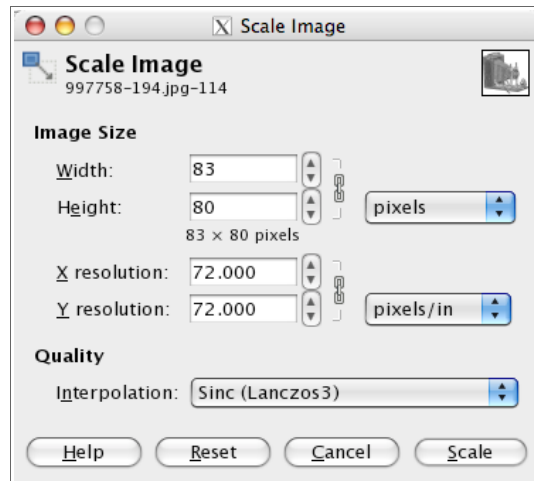 X Scale Image
Scale Image
997758-194.jpg-114
Image Size
Width: 83
Height: 80 pixels
83 × 80 pixels
X resolution: 72.000
Y resolution: 72.000 pixels/in
Quality
Interpolation: Sinc (Lanczos3)
Help Reset Cancel Scale